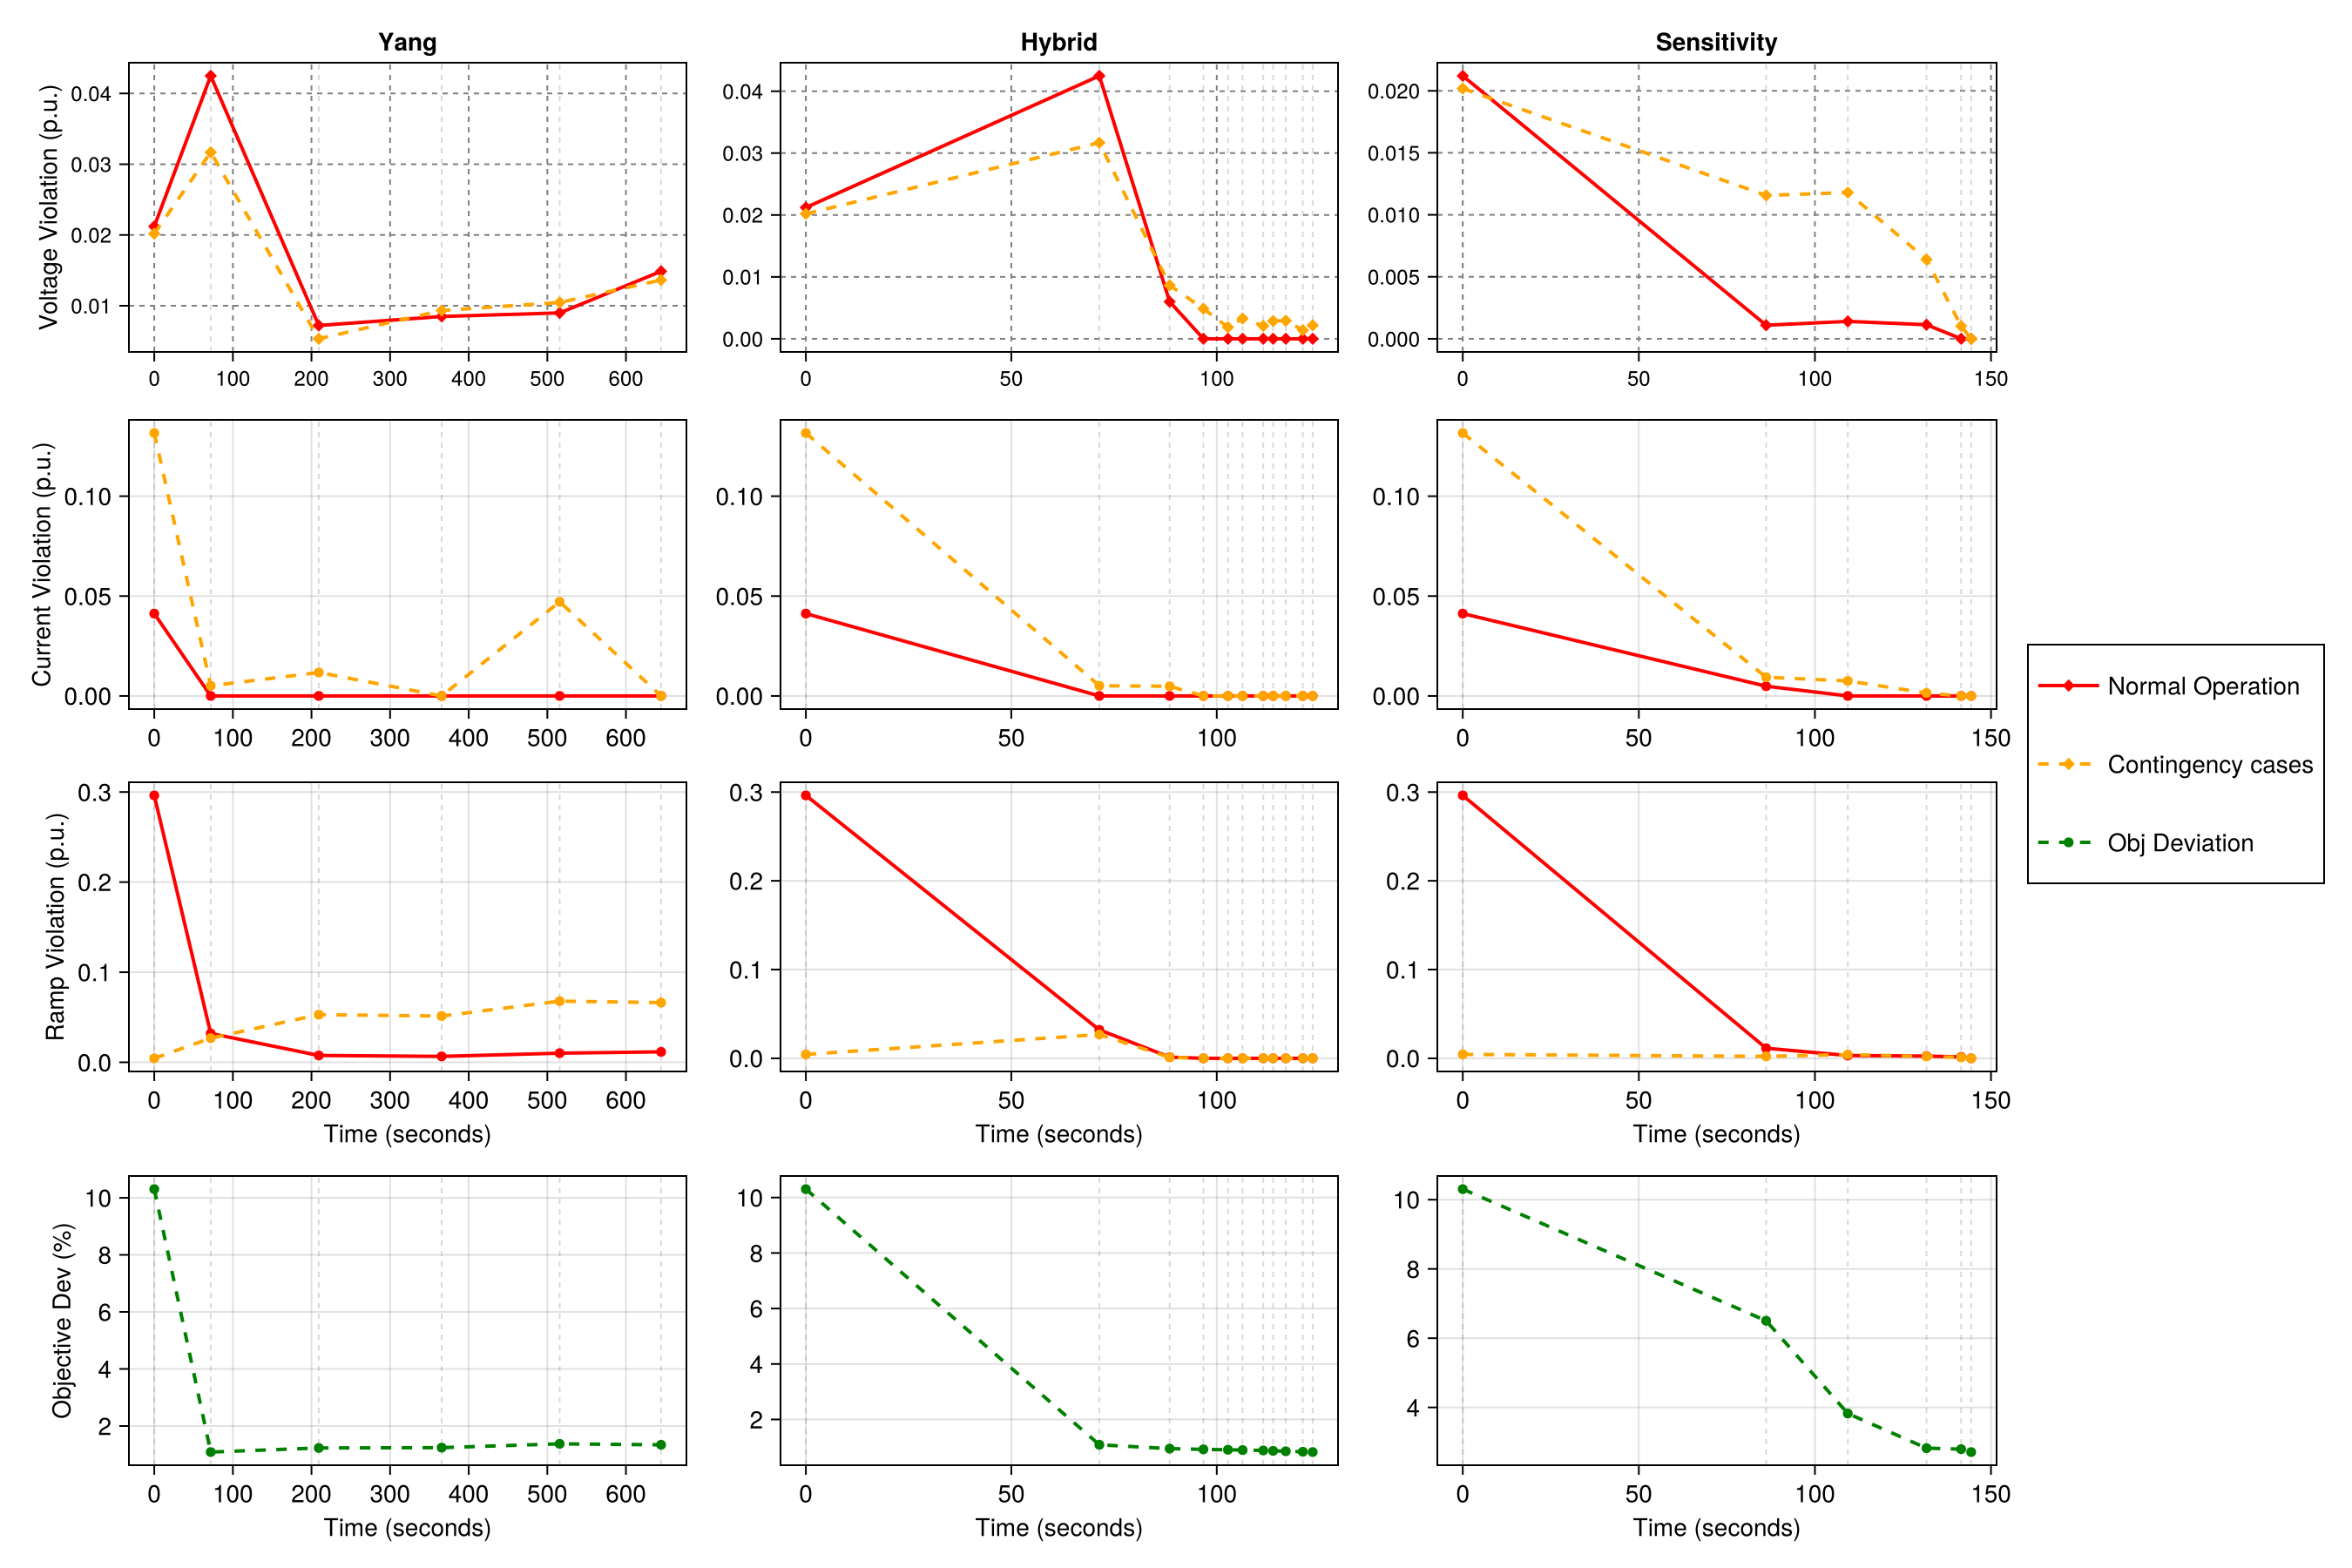 Yang Hybrid Sensitivity
Voltage Violation (p.u.)
0.04
0.03
0.02
0.01
0 100 200 300 400 500 600
0.04
0.03
0.02
0.01
0.00
0 50 100
0.020
0.015
0.010
0.005
0.000
0 50 100 150
Current Violation (p.u.)
0.10
0.05
0.00
0 100 200 300 400 500 600
0.10
0.05
0.00
0 50 100
0.10
0.05
0.00
0 50 100 150
Normal Operation
Contingency cases
Obj Deviation
Ramp Violation (p.u.)
0.3
0.2
0.1
0.0
0 100 200 300 400 500 600
Time (seconds)
0.3
0.2
0.1
0.0
0 50 100
Time (seconds)
0.3
0.2
0.1
0.0
0 50 100 150
Time (seconds)
Objective Dev (%)
10
8
6
4
2
0 100 200 300 400 500 600
Time (seconds)
10
8
6
4
2
0 50 100
Time (seconds)
10
8
6
4
0 50 100 150
Time (seconds)